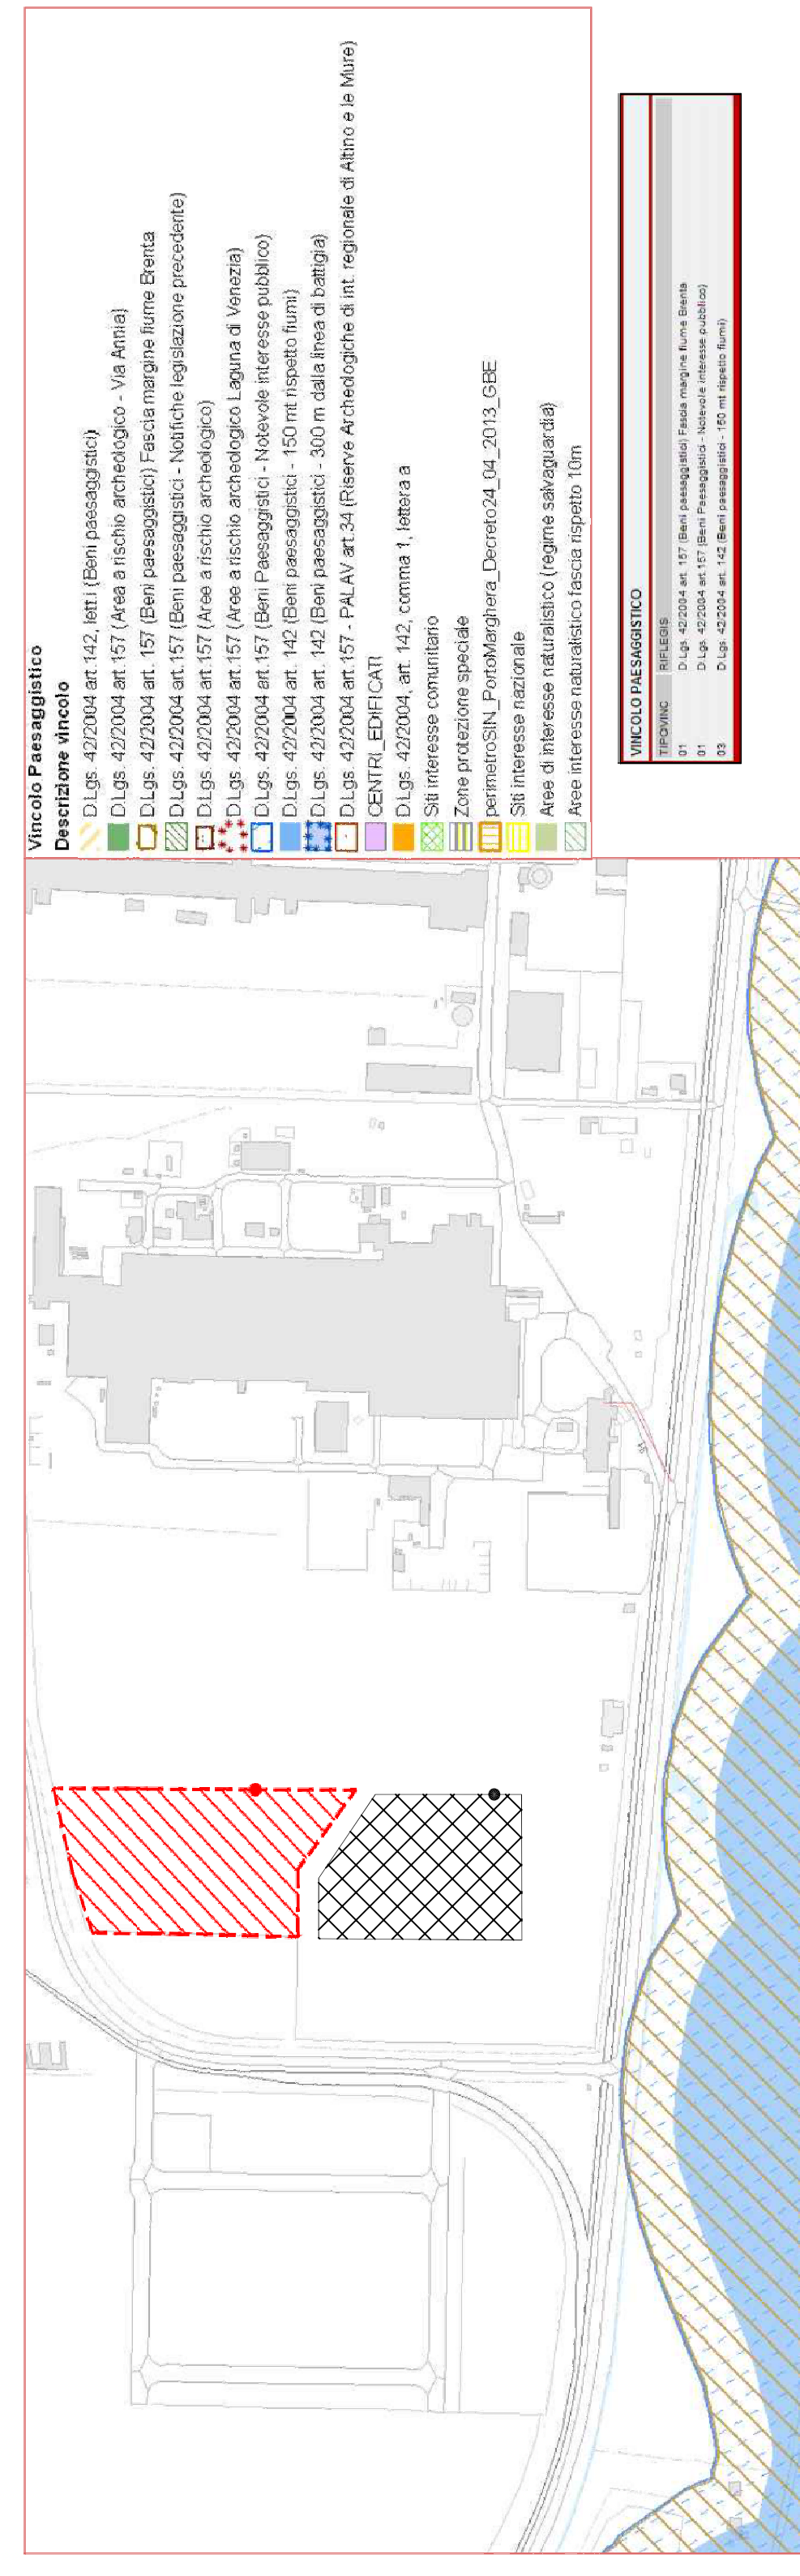 Vincolo Paesaggistico
Descrizione vincolo
D.Lgs. 42/2004 art.142, lett.i (Beni paesaggistici)
D.Lgs. 42/2004 art.157 (Area a rischio archeologico - Via Annia)
D.Lgs. 42/2004 art. 157 (Beni paesaggistici) Fascia margine fiume Brenta
D.Lgs. 42/2004 art.157 (Beni paesaggistici - Notifiche legislazione precedente)
D.Lgs. 42/2004 art.157 (Aree a rischio archeologico)
D.Lgs. 42/2004 art.157 (Aree a rischio archeologico Laguna di Venezia)
D.Lgs. 42/2004 art.157 (Beni Paesaggistici - Notevole interesse pubblico)
D.Lgs. 42/2004 art. 142 (Beni paesaggistici - 150 mt rispetto fiumi)
D.Lgs. 42/2004 art. 142 (Beni paesaggistici - 300 m dalla linea di battigia)
D.Lgs. 42/2004 art.157 - PALAV art.34 (Riserve Archeologiche di int. regionale di Altino e le Mure)
CENTRI_EDIFICATI
D.Lgs. 42/2004, art. 142, comma 1, lettera a
Siti interesse comunitario
Zone protezione speciale
perimetroSIN_PortoMarghera_Decreto24_04_2013_GBE
Siti interesse nazionale
Aree di interesse naturalistico (regime salvaguardia)
Aree interesse naturalistico fascia rispetto 10m
VINCOLO PAESAGGISTICO
TIPOVINC RIFLEGIS
01 D.Lgs. 42/2004 art. 157 (Beni paesaggistici) Fascia margine fiume Brenta
01 D.Lgs. 42/2004 art.157 (Beni Paesaggistici - Notevole interesse pubblico)
03 D.Lgs. 42/2004 art. 142 (Beni paesaggistici - 150 mt rispetto fiumi)